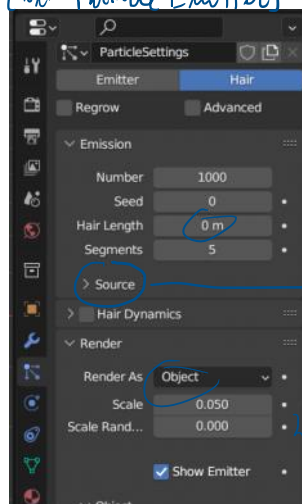 ParticleSettings
Emitter Hair
Regrow Advanced
Emission
Number 1000
Seed 0
Hair Length 0 m
Segments 5
Source
Hair Dynamics
Render
Render As Object
Scale 0.050
Scale Rand... 0.000
Show Emitter